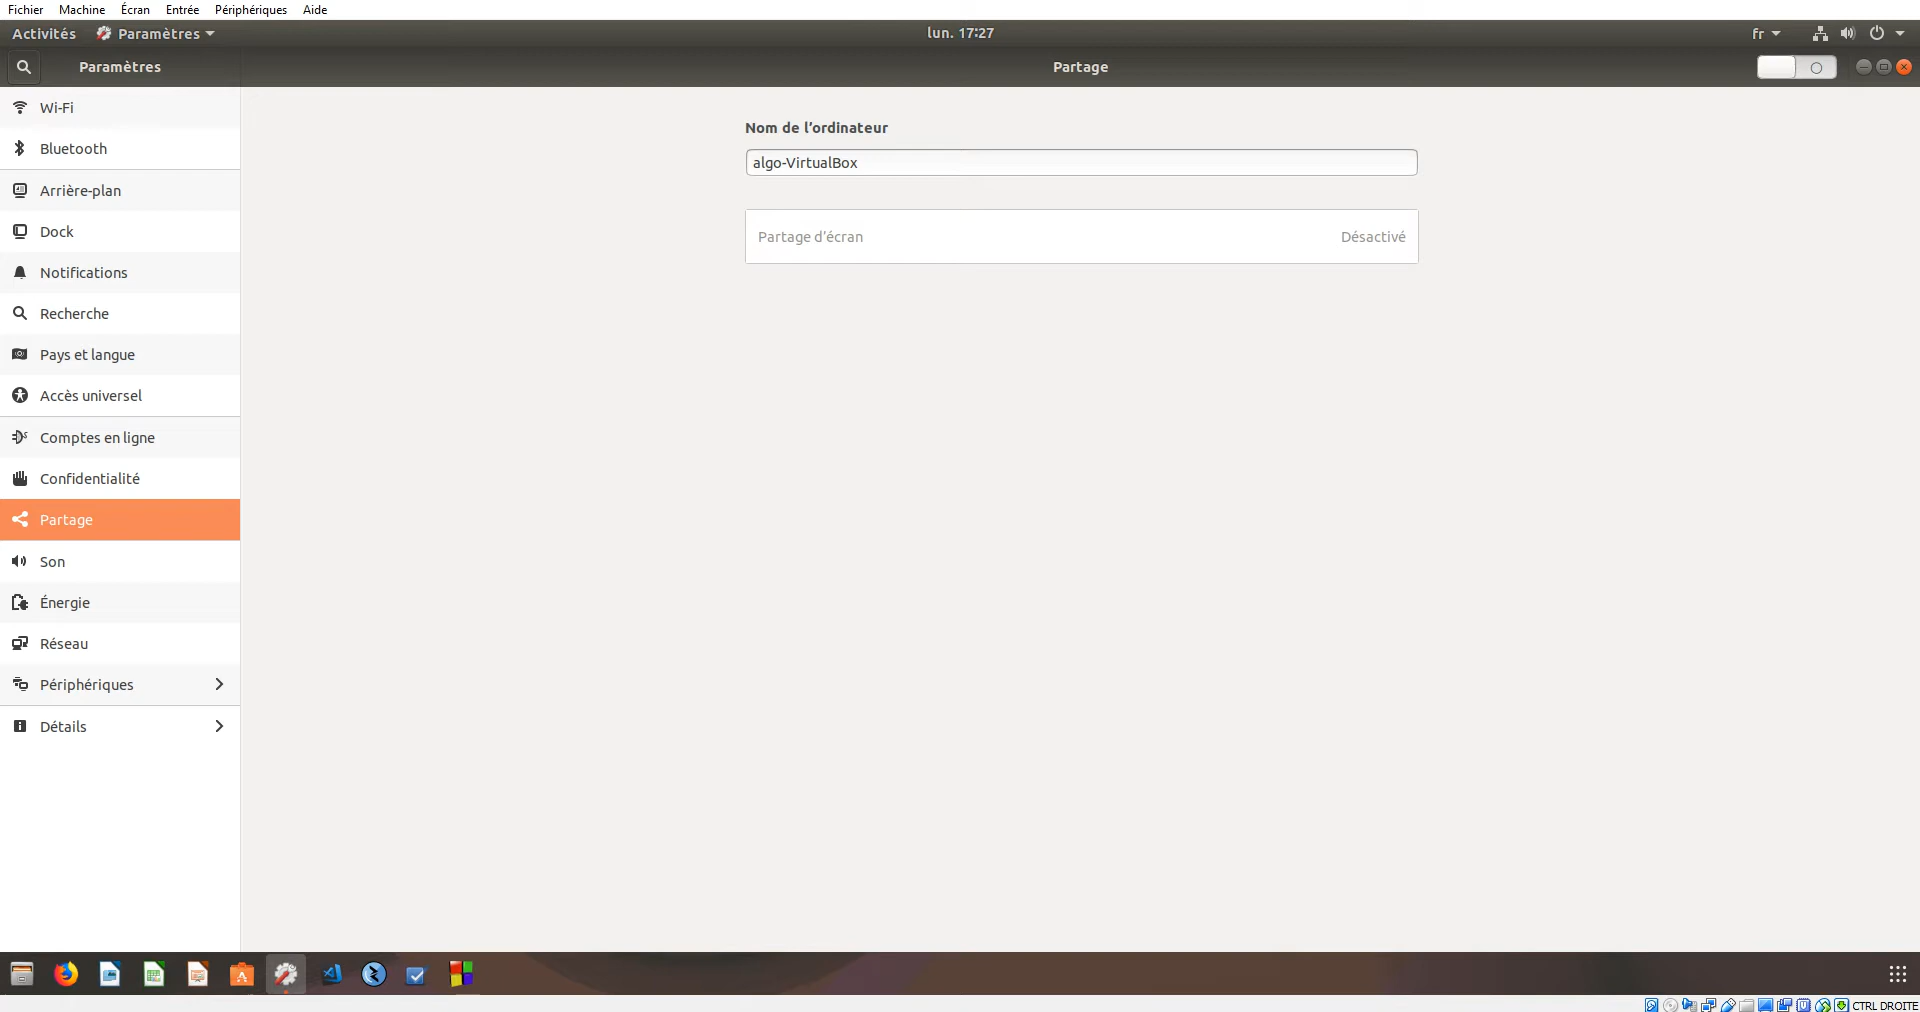 Fichier Machine Écran Entrée Périphériques Aide
Activités Paramètres lun. 17:27 fr
Paramètres Partage
Wi-Fi
Bluetooth
Arrière-plan
Dock
Notifications
Recherche
Pays et langue
Accès universel
Comptes en ligne
Confidentialité
Partage
Son
Énergie
Réseau
Périphériques
Détails
Nom de l’ordinateur
algo-VirtualBox
Partage d’écran Désactivé
CTRL DROITE